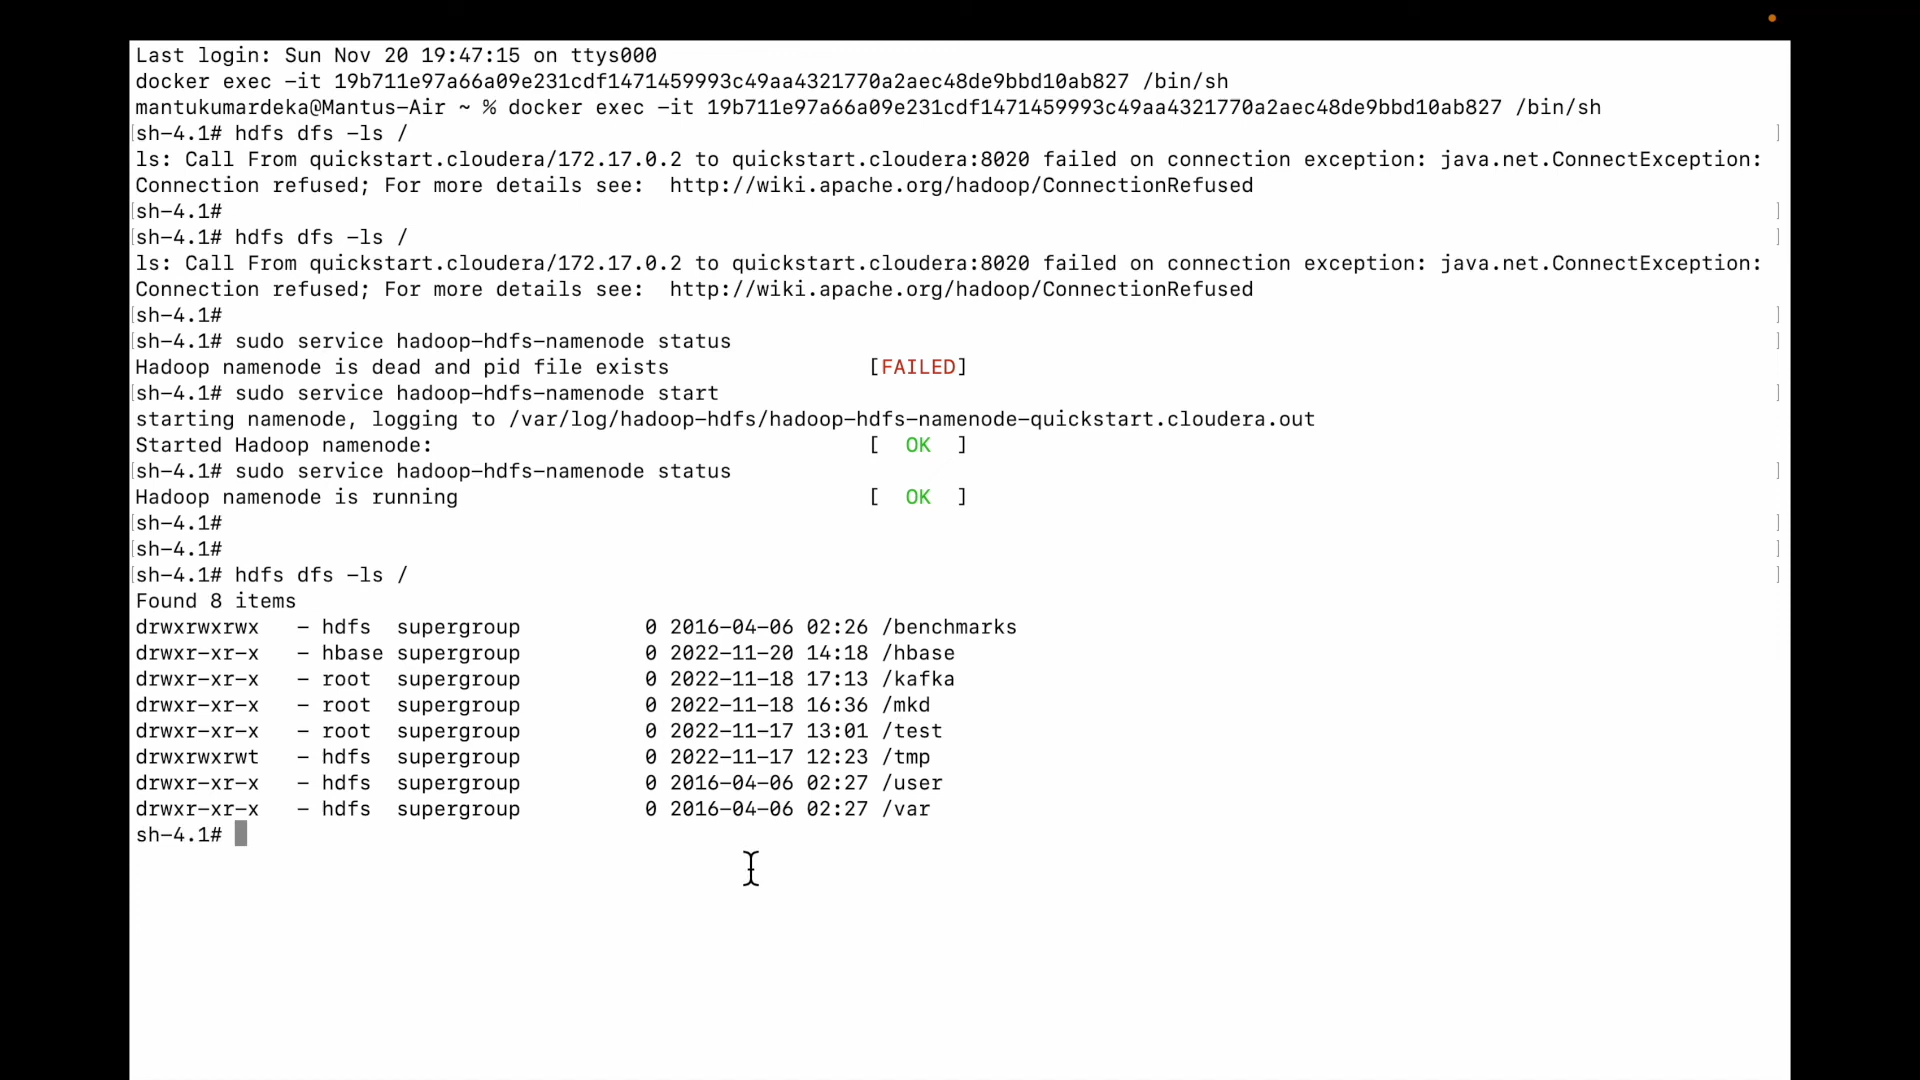 Last login: Sun Nov 20 19:47:15 on ttys000
docker exec -it 19b711e97a66a09e231cdf1471459993c49aa4321770a2aec48de9bbd10ab827 /bin/sh
mantukumardeka@Mantus-Air ~ % docker exec -it 19b711e97a66a09e231cdf1471459993c49aa4321770a2aec48de9bbd10ab827 /bin/sh
[sh-4.1# hdfs dfs -ls / ]
ls: Call From quickstart.cloudera/172.17.0.2 to quickstart.cloudera:8020 failed on connection exception: java.net.ConnectException:
Connection refused; For more details see:  http://wiki.apache.org/hadoop/ConnectionRefused
[sh-4.1# ]
[sh-4.1# hdfs dfs -ls / ]
ls: Call From quickstart.cloudera/172.17.0.2 to quickstart.cloudera:8020 failed on connection exception: java.net.ConnectException:
Connection refused; For more details see:  http://wiki.apache.org/hadoop/ConnectionRefused
[sh-4.1# ]
[sh-4.1# sudo service hadoop-hdfs-namenode status ]
Hadoop namenode is dead and pid file exists [FAILED]
[sh-4.1# sudo service hadoop-hdfs-namenode start ]
starting namenode, logging to /var/log/hadoop-hdfs/hadoop-hdfs-namenode-quickstart.cloudera.out
Started Hadoop namenode: [  OK  ]
[sh-4.1# sudo service hadoop-hdfs-namenode status ]
Hadoop namenode is running [  OK  ]
[sh-4.1# ]
[sh-4.1# ]
[sh-4.1# hdfs dfs -ls / ]
Found 8 items
drwxrwxrwx   - hdfs  supergroup          0 2016-04-06 02:26 /benchmarks
drwxr-xr-x   - hbase supergroup          0 2022-11-20 14:18 /hbase
drwxr-xr-x   - root  supergroup          0 2022-11-18 17:13 /kafka
drwxr-xr-x   - root  supergroup          0 2022-11-18 16:36 /mkd
drwxr-xr-x   - root  supergroup          0 2022-11-17 13:01 /test
drwxrwxrwt   - hdfs  supergroup          0 2022-11-17 12:23 /tmp
drwxr-xr-x   - hdfs  supergroup          0 2016-04-06 02:27 /user
drwxr-xr-x   - hdfs  supergroup          0 2016-04-06 02:27 /var
sh-4.1#